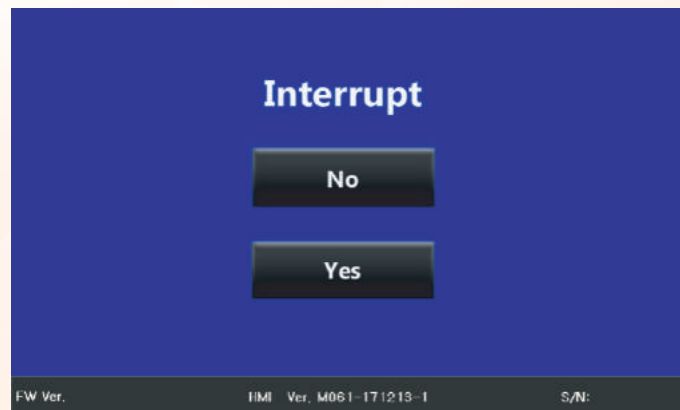 Interrupt
No
Yes
FW Ver. HMI Ver. M061-171213-1 S/N: